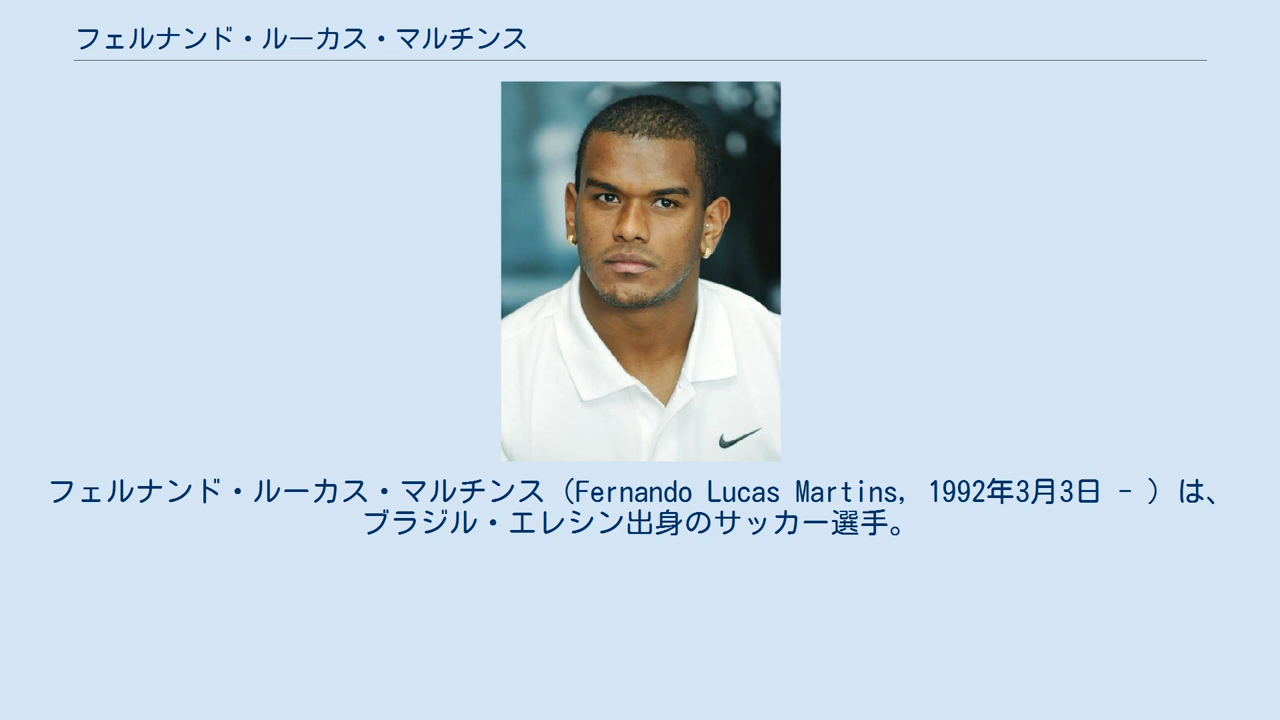 フェルナンド・ルーカス・マルチンス
フェルナンド・ルーカス・マルチンス（Fernando Lucas Martins, 1992年3月3日 - ）は、
ブラジル・エレシン出身のサッカー選手。